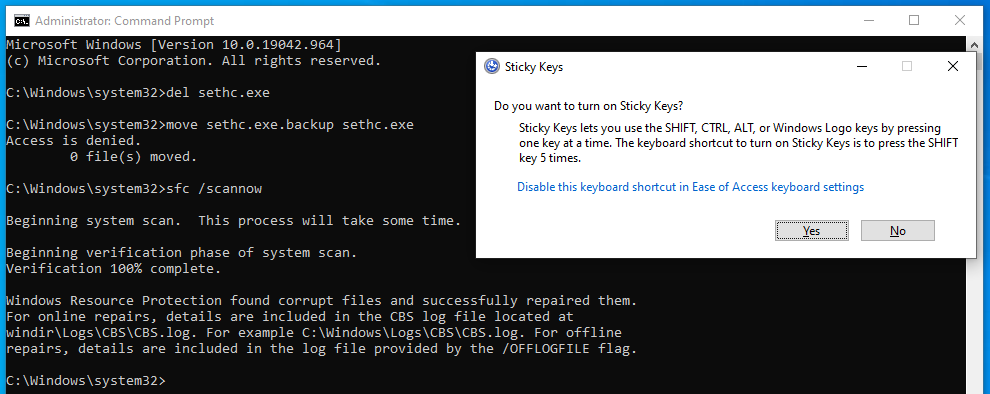 Administrator: Command Prompt
Microsoft Windows [Version 10.0.19042.964]
(c) Microsoft Corporation. All rights reserved.
C:\Windows\system32>del sethc.exe
C:\Windows\system32>move sethc.exe.backup sethc.exe
Access is denied.
0 file(s) moved.
C:\Windows\system32>sfc /scannow
Beginning system scan.  This process will take some time.
Beginning verification phase of system scan.
Verification 100% complete.
Windows Resource Protection found corrupt files and successfully repaired them.
For online repairs, details are included in the CBS log file located at
windir\Logs\CBS\CBS.log. For example C:\Windows\Logs\CBS\CBS.log. For offline
repairs, details are included in the log file provided by the /OFFLOGFILE flag.
C:\Windows\system32>
Sticky Keys
Do you want to turn on Sticky Keys?
Sticky Keys lets you use the SHIFT, CTRL, ALT, or Windows Logo keys by pressing
one key at a time. The keyboard shortcut to turn on Sticky Keys is to press the SHIFT
key 5 times.
Disable this keyboard shortcut in Ease of Access keyboard settings
Yes
No